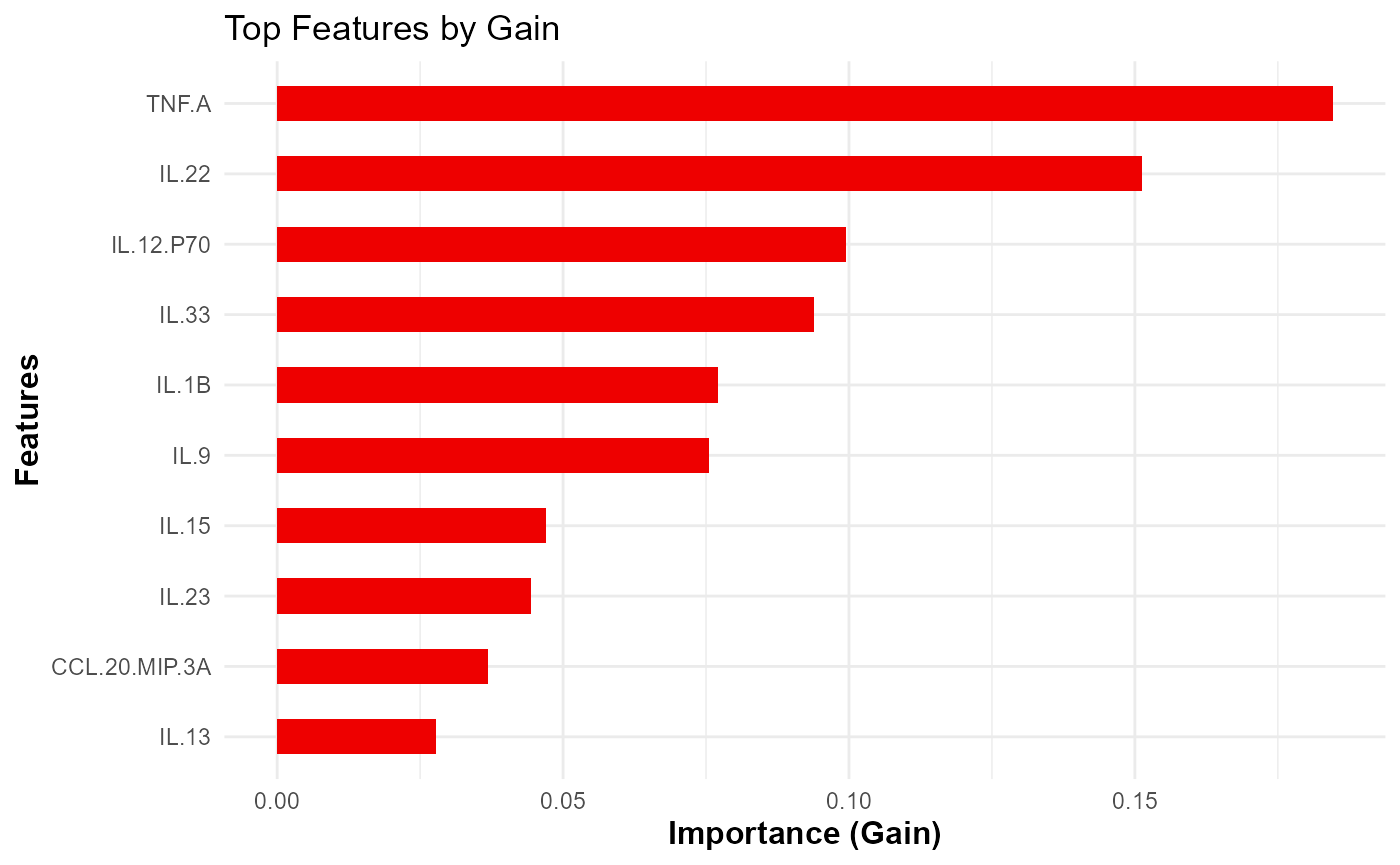 Top Features by Gain
TNF.A
IL.22
IL.12.P70
IL.33
IL.1B
IL.9
IL.15
IL.23
CCL.20.MIP.3A
IL.13
Features
0.00 0.05 0.10 0.15
Importance (Gain)